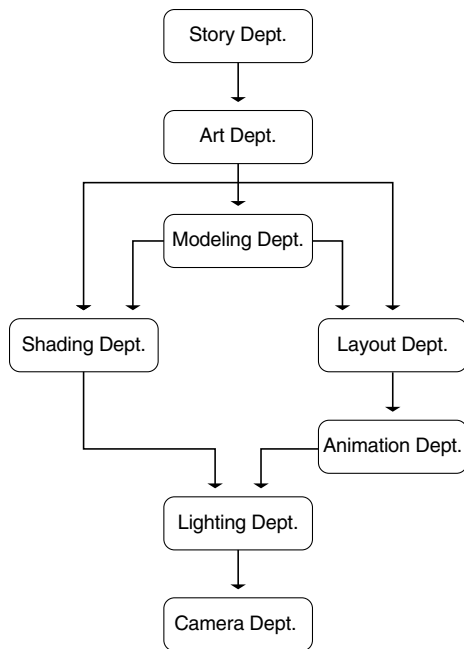 Story Dept.
Art Dept.
Modeling Dept.
Shading Dept.
Layout Dept.
Animation Dept.
Lighting Dept.
Camera Dept.